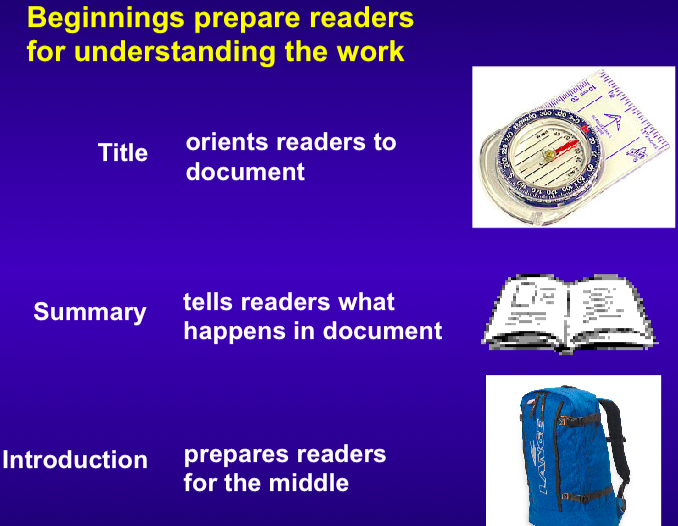 Beginnings prepare readers
for understanding the work
Title
orients readers to
document
Summary
tells readers what
happens in document
Introduction
prepares readers
for the middle
LANGE